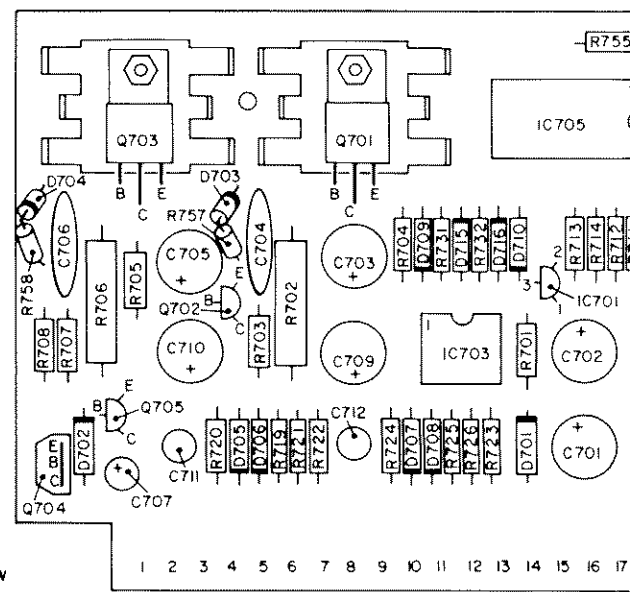 R755
Q703
Q701
IC705
B
E
C
B
E
C
D704
D703
R757
R758
C706
R706
R705
C705
+
C704
R702
C703
+
R704
D709
R731
D715
R732
D716
D710
2
3
1
IC701
R713
R714
R712
E
B
C
Q702
R708
R707
C710
+
R703
C709
+
1
IC703
R701
C702
+
E
B
C
Q705
D702
E
B
C
Q704
+
C707
C711
R720
D705
D706
R719
R721
R722
C712
R724
D707
D708
R725
R726
R723
D701
+
C701
1 2 3 4 5 6 7 8 9 10 11 12 13 14 15 16 17